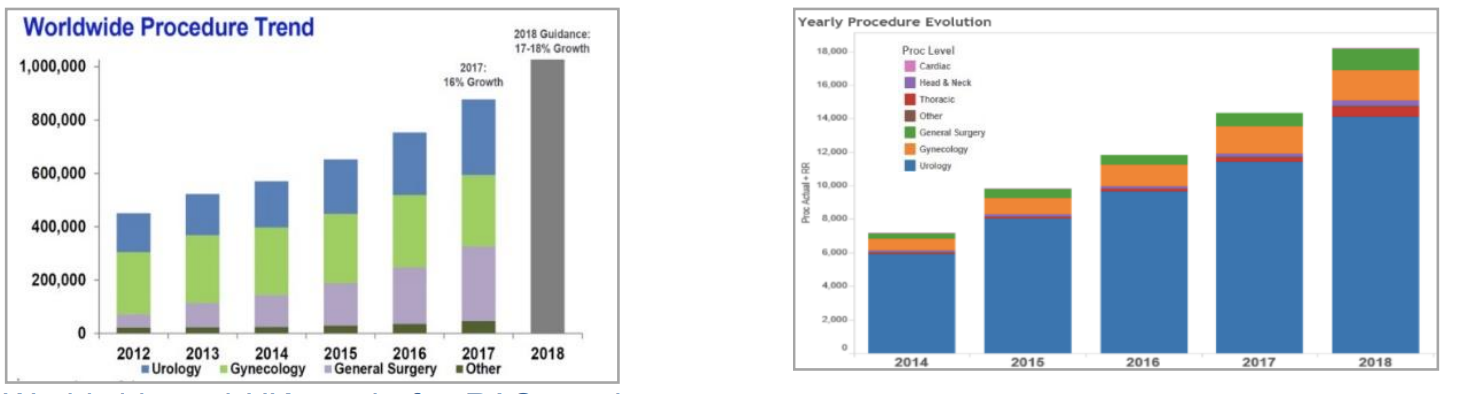 Worldwide Procedure Trend
2018 Guidance:
17-18% Growth
2017:
16% Growth
1,000,000
800,000
600,000
400,000
200,000
0
2012 2013 2014 2015 2016 2017 2018
Urology Gynecology General Surgery Other
Yearly Procedure Evolution
Proc Level
Cardiac
Head & Neck
Thoracic
Other
General Surgery
Gynecology
Urology
Proc Actual + RR
18,000
16,000
14,000
12,000
10,000
8,000
6,000
4,000
2,000
0
2014 2015 2016 2017 2018